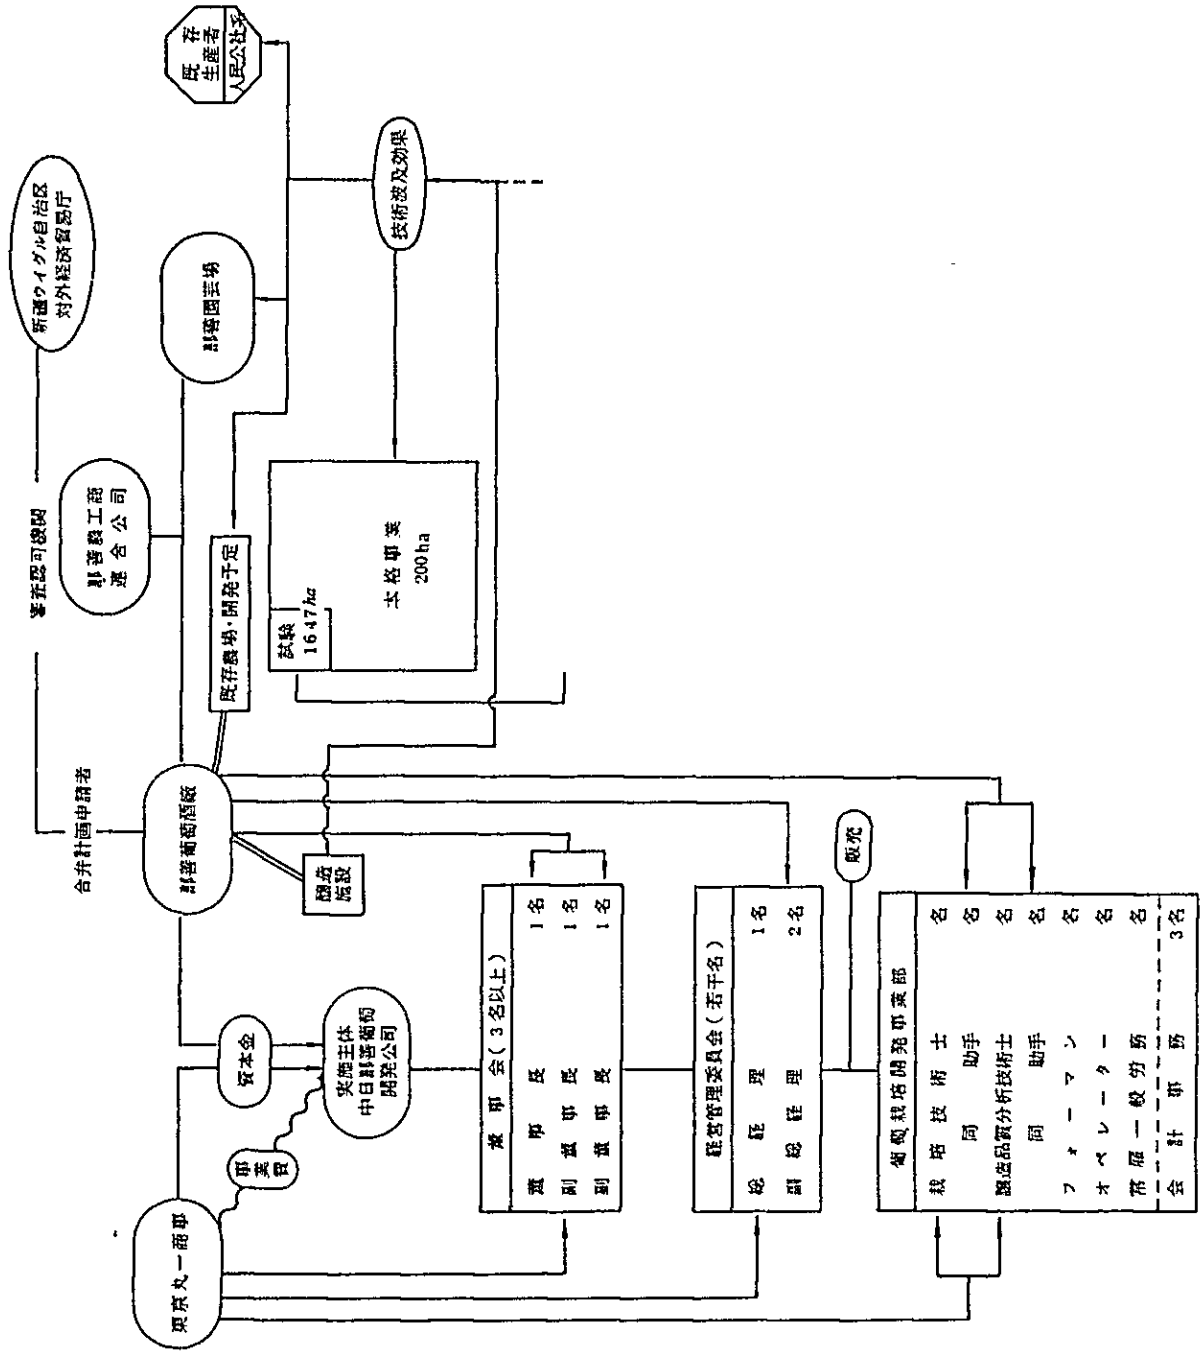 新疆ウイグル自治区
対外経済貿易庁
審査認可機関
合弁計画申請者
既存
生産者
人民公社系
鄯善園芸場
鄯善農工商
連合公司
鄯善葡萄酒廠
技術波及効果
既存農場・開発予定
試験
1647ha
本格事業
200ha
醸造
施設
東京丸一商事
資本金
事業費
実施主体
中日鄯善葡萄
開発公司
董事会(3名以上)
董事長 1名
副董事長 1名
副董事長 1名
経営管理委員会(若干名)
総経理 1名
副総経理 2名
販売
葡萄栽培開発事業部
栽培技術士 名
同 助手 名
醸造品質分析技術士 名
同 助手 名
フォーマン 名
オペレーター 名
常雇一般労務 名
会計事務 3名